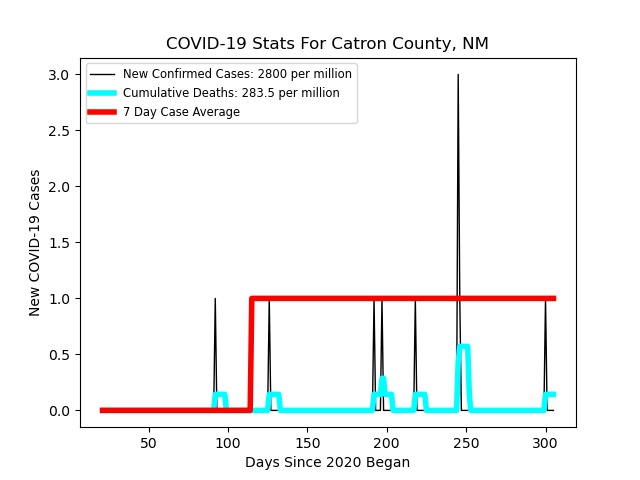 COVID-19 Stats For Catron County, NM
New Confirmed Cases: 2800 per million
Cumulative Deaths: 283.5 per million
7 Day Case Average
New COVID-19 Cases
3.0
2.5
2.0
1.5
1.0
0.5
0.0
50 100 150 200 250 300
Days Since 2020 Began